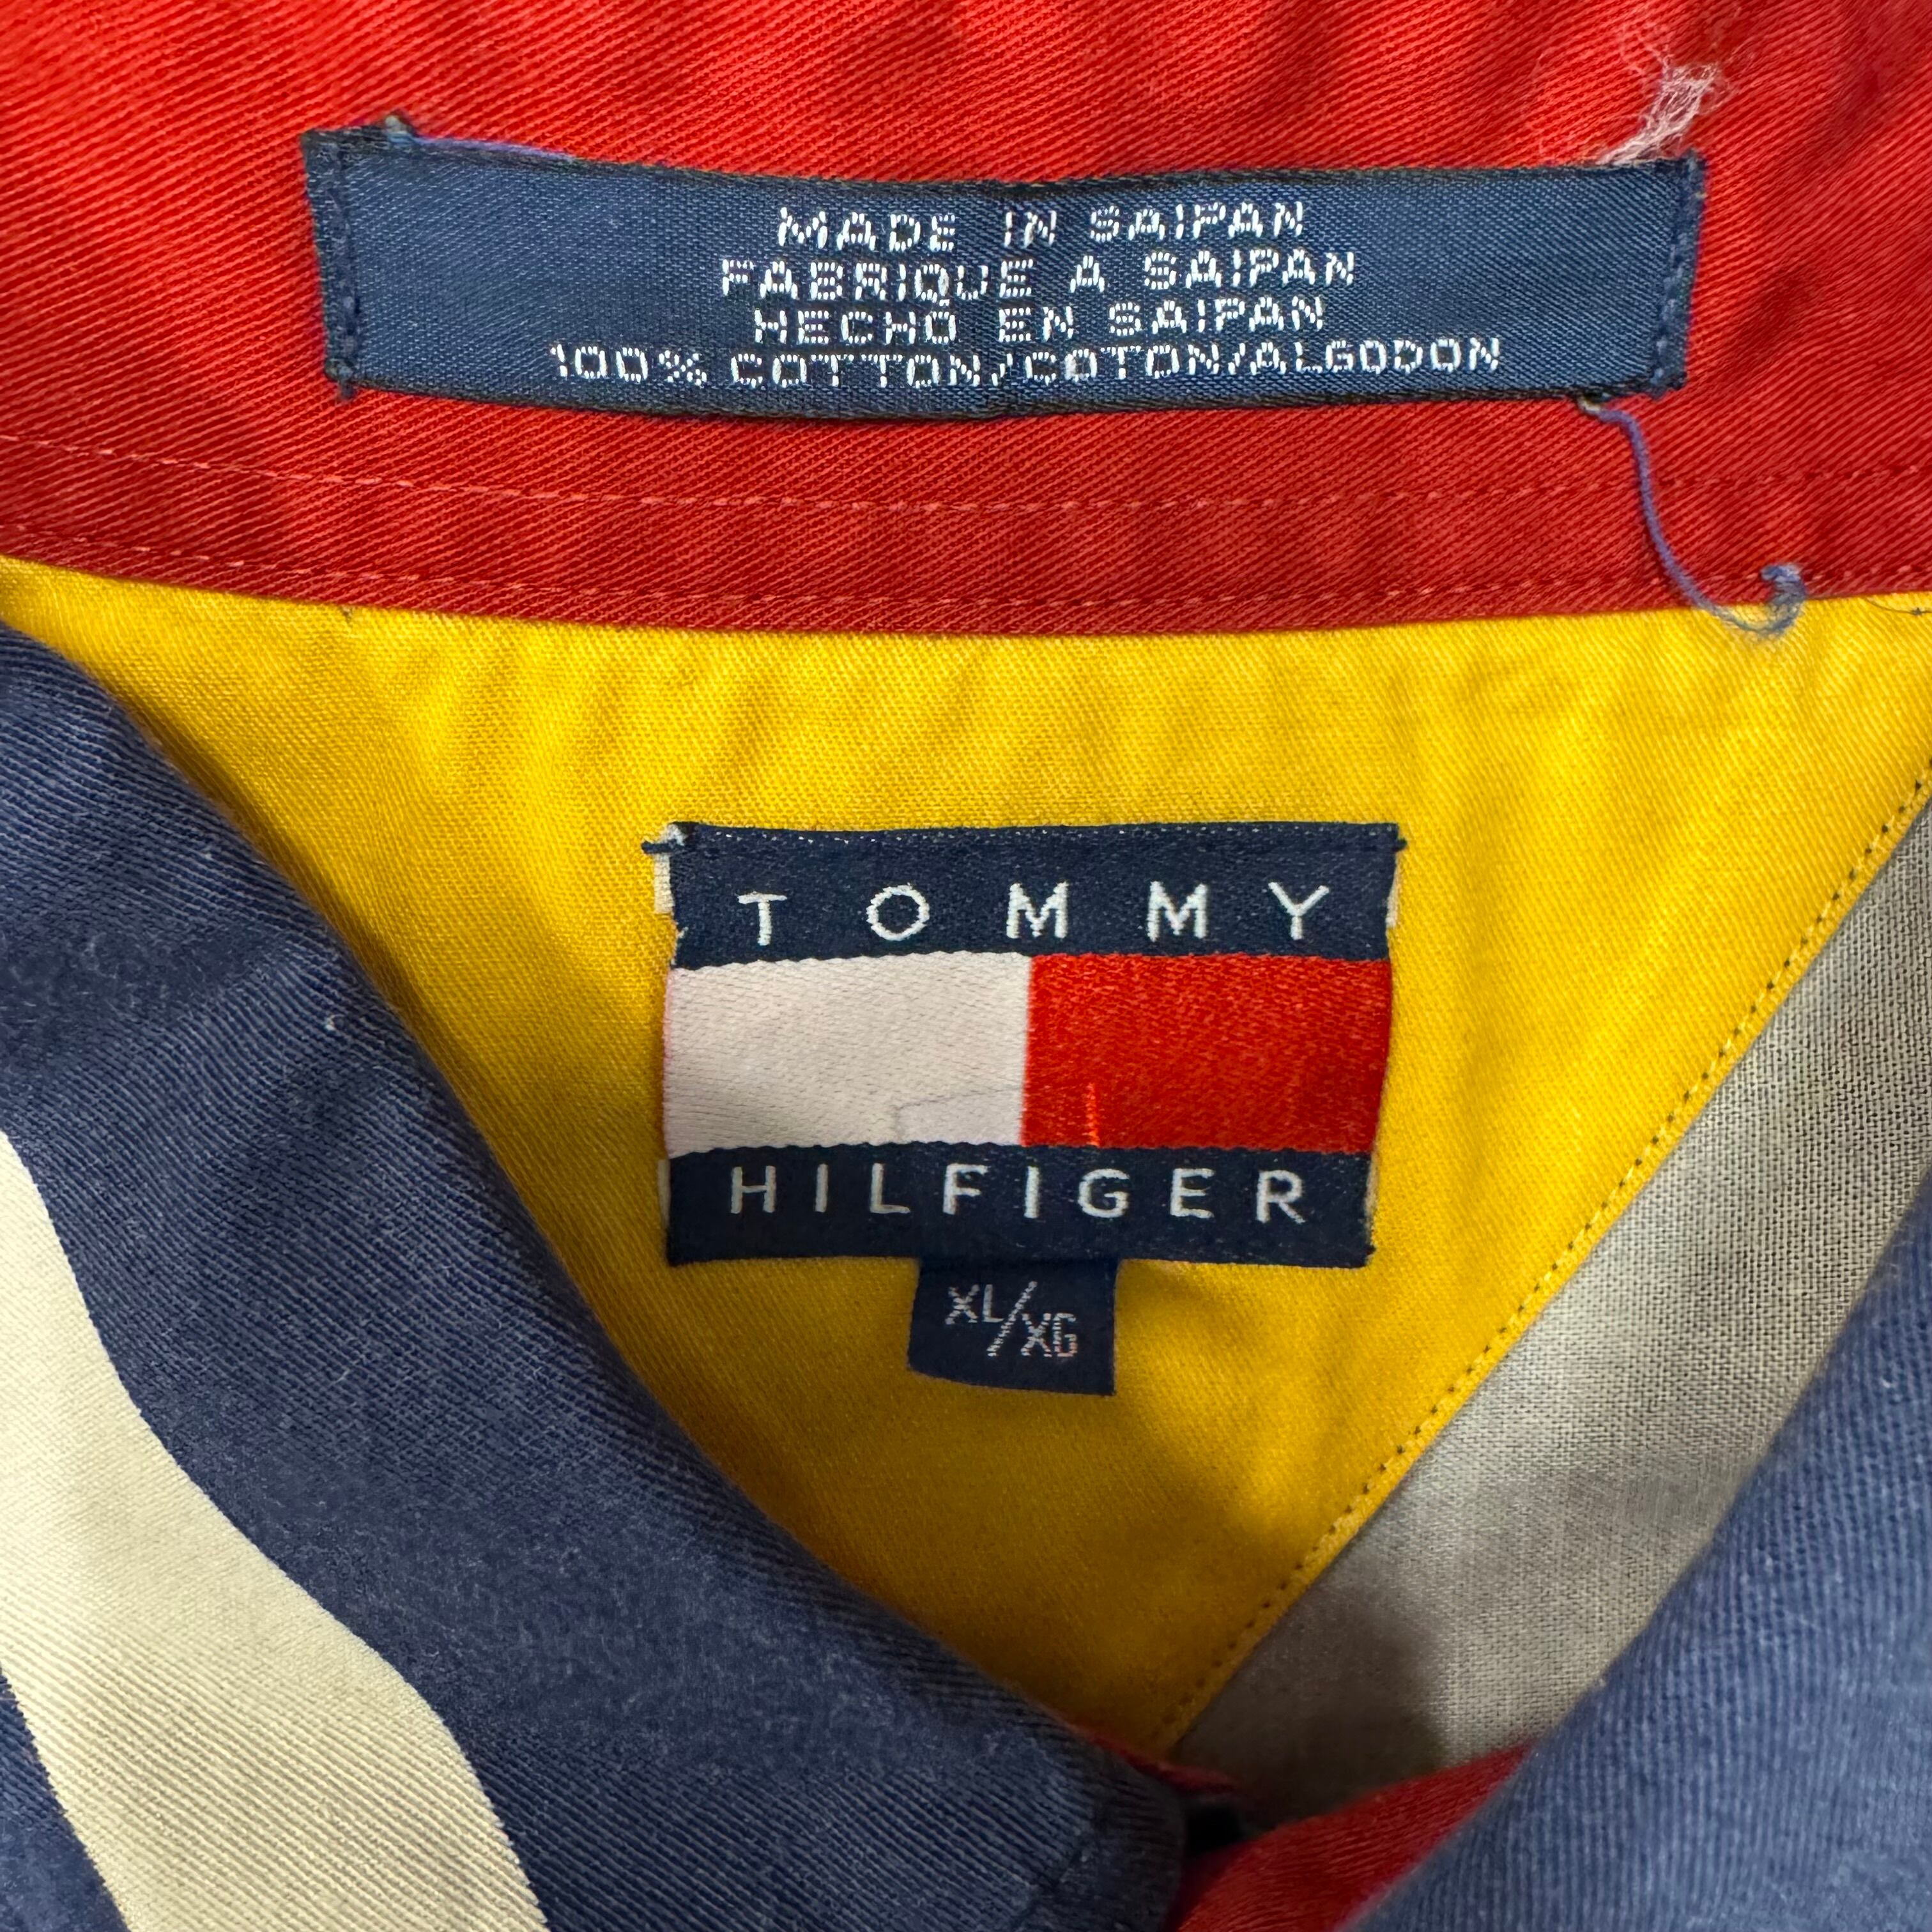 MADE IN SAIPAN
FABRIQUE A SAIPAN
HECHO EN SAIPAN
100% COTTON/COTON/ALGODON
TOMMY
HILFIGER
XL/XG